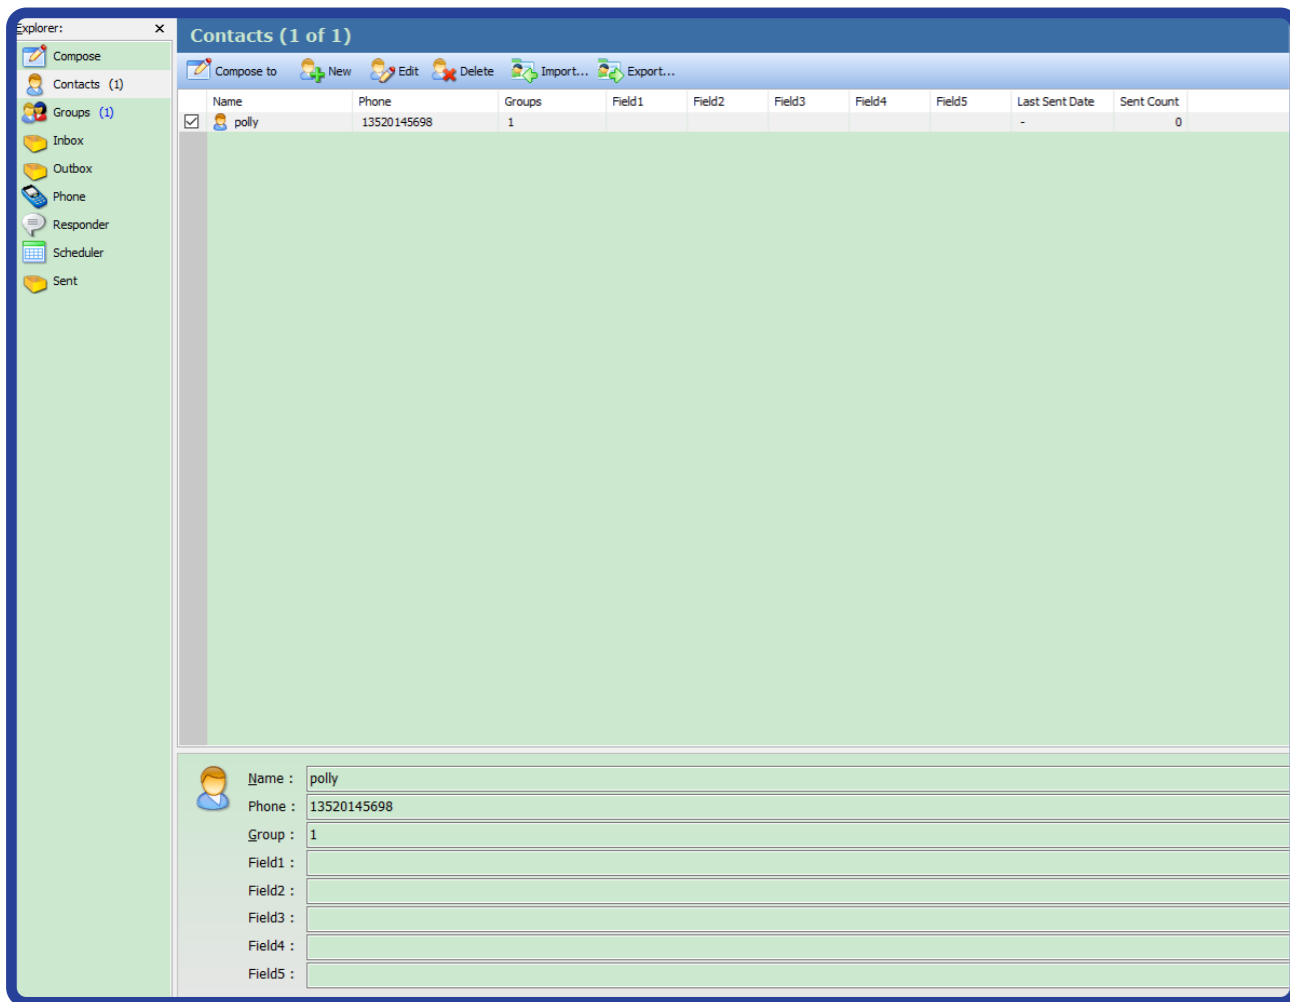 Explorer: x
Contacts (1 of 1)
Compose
Contacts (1)
Groups (1)
Inbox
Outbox
Phone
Responder
Scheduler
Sent
Compose to New Edit Delete Import... Export...
Name Phone Groups Field1 Field2 Field3 Field4 Field5 Last Sent Date Sent Count
polly 13520145698 1 - 0
Name : polly
Phone : 13520145698
Group : 1
Field1 :
Field2 :
Field3 :
Field4 :
Field5 :